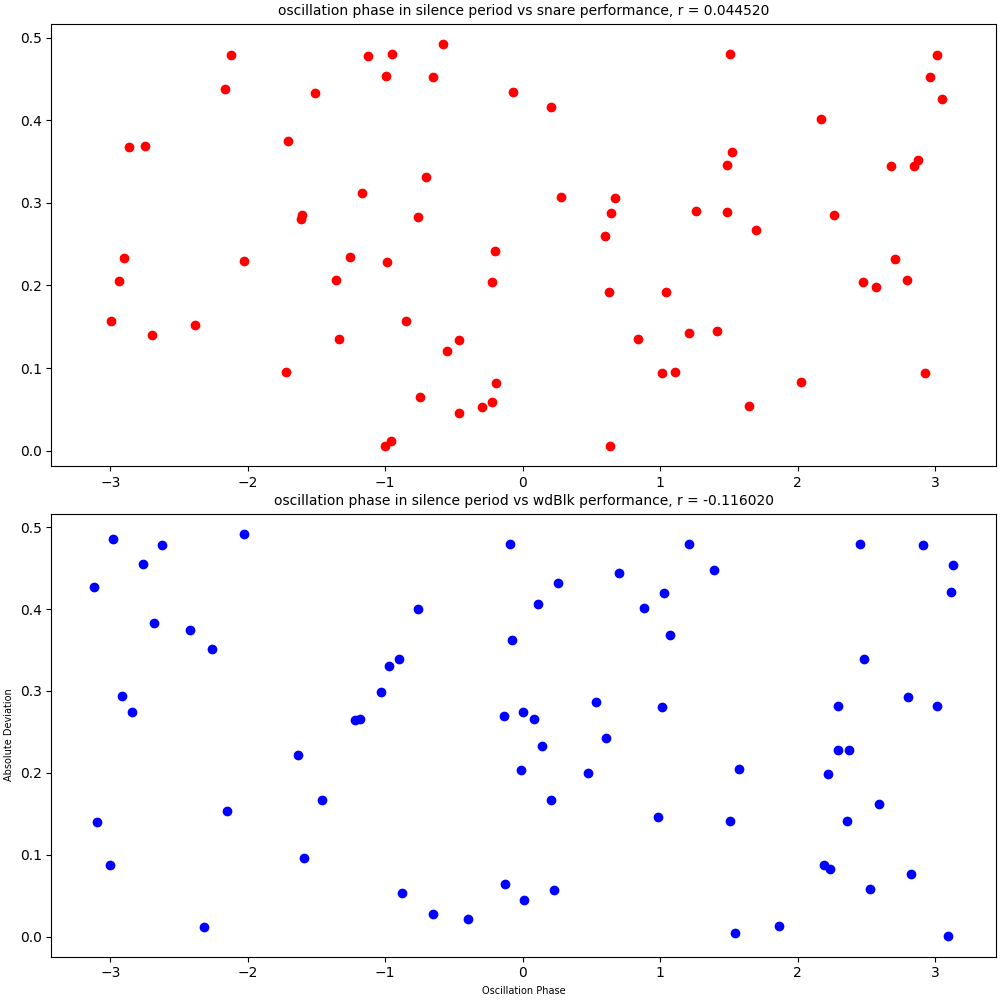 oscillation phase in silence period vs snare performance, r = 0.044520
0.5
0.4
0.3
0.2
0.1
0.0
−3 −2 −1 0 1 2 3
oscillation phase in silence period vs wdBlk performance, r = -0.116020
Absolute Deviation
0.5
0.4
0.3
0.2
0.1
0.0
−3 −2 −1 0 1 2 3
Oscillation Phase